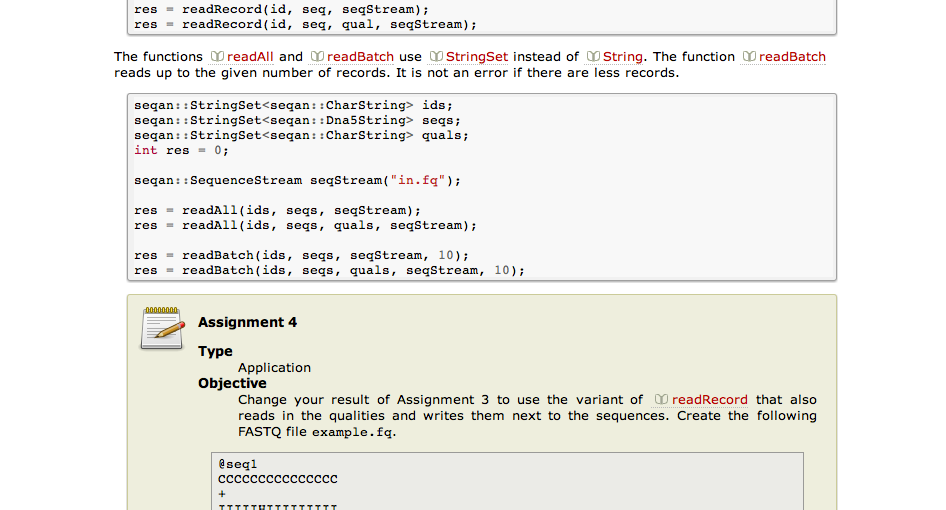 res = readRecord(id, seq, seqStream);
res = readRecord(id, seq, qual, seqStream);
The functions readAll and readBatch use StringSet instead of String. The function readBatch
reads up to the given number of records. It is not an error if there are less records.
seqan::StringSet<seqan::CharString> ids;
seqan::StringSet<seqan::Dna5String> seqs;
seqan::StringSet<seqan::CharString> quals;
int res = 0;
seqan::SequenceStream seqStream("in.fq");
res = readAll(ids, seqs, seqStream);
res = readAll(ids, seqs, quals, seqStream);
res = readBatch(ids, seqs, seqStream, 10);
res = readBatch(ids, seqs, quals, seqStream, 10);
Assignment 4
Type
Application
Objective
Change your result of Assignment 3 to use the variant of readRecord that also
reads in the qualities and writes them next to the sequences. Create the following
FASTQ file example.fq.
@seq1
CCCCCCCCCCCCCCC
+
IIIIIHIIIIIIIII